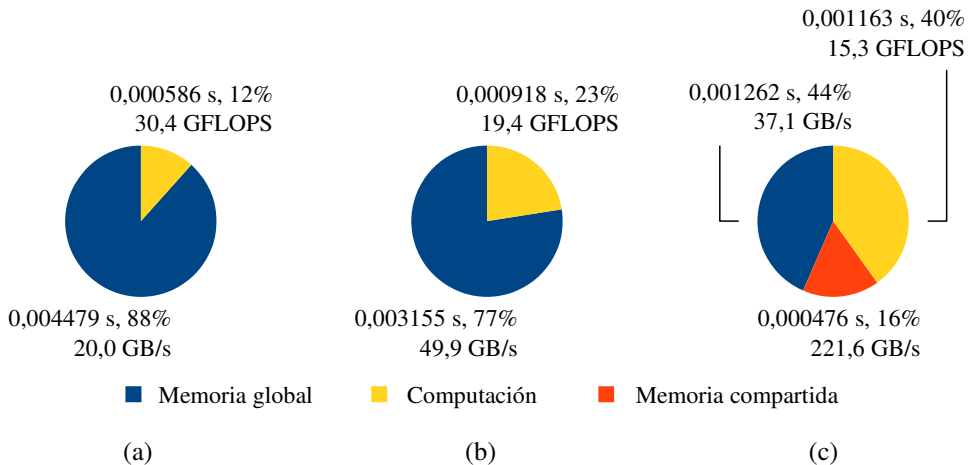 0,000586 s, 12%
30,4 GFLOPS
0,004479 s, 88%
20,0 GB/s
0,000918 s, 23%
19,4 GFLOPS
0,003155 s, 77%
49,9 GB/s
0,001163 s, 40%
15,3 GFLOPS
0,001262 s, 44%
37,1 GB/s
0,000476 s, 16%
221,6 GB/s
Memoria global
Computación
Memoria compartida
(a)
(b)
(c)